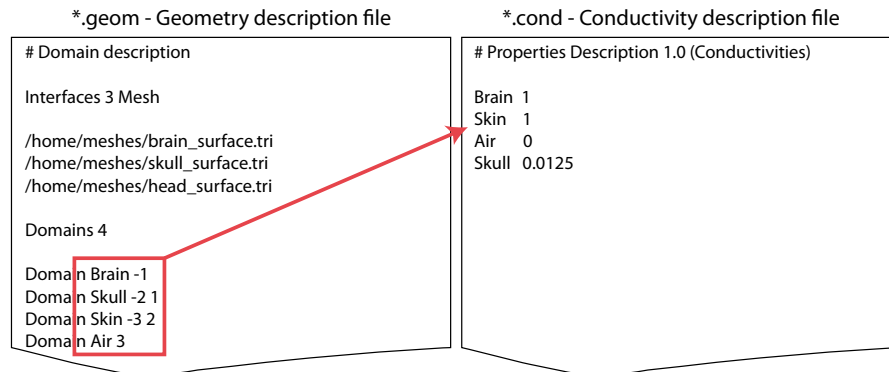 *.geom - Geometry description file
# Domain description
Interfaces 3 Mesh
/home/meshes/brain_surface.tri
/home/meshes/skull_surface.tri
/home/meshes/head_surface.tri
Domains 4
Domain Brain -1
Domain Skull -2 1
Domain Skin -3 2
Domain Air 3
*.cond - Conductivity description file
# Properties Description 1.0 (Conductivities)
Brain 1
Skin 1
Air 0
Skull 0.0125